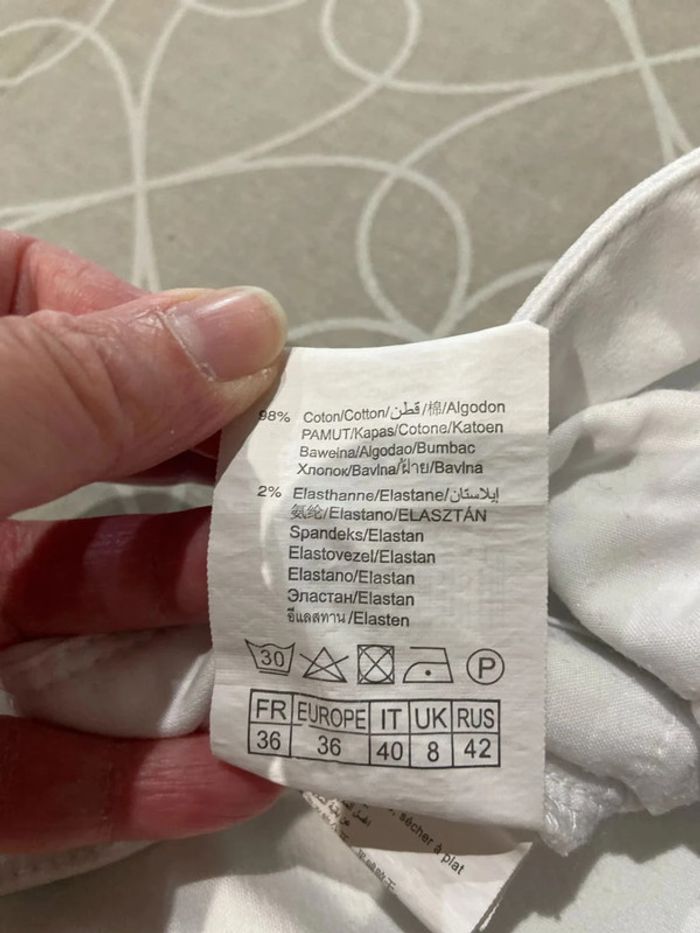 98% Coton/Cotton/قطن/棉/Algodon
PAMUT/Kapas/Cotone/Katoen
Bawełna/Algodao/Bumbac
Хлопок/Bavlna/ฝ้าย/Bavlna
2% Elasthanne/Elastane/إيلاستان/
氨纶/Elastano/ELASZTÁN
Spandeks/Elastan
Elastovezel/Elastan
Elastano/Elastan
Эластан/Elastan
อีแลสทาน/Elasten
30 P
FR EUROPE IT UK RUS
36 36 40 8 42
sécher à plat